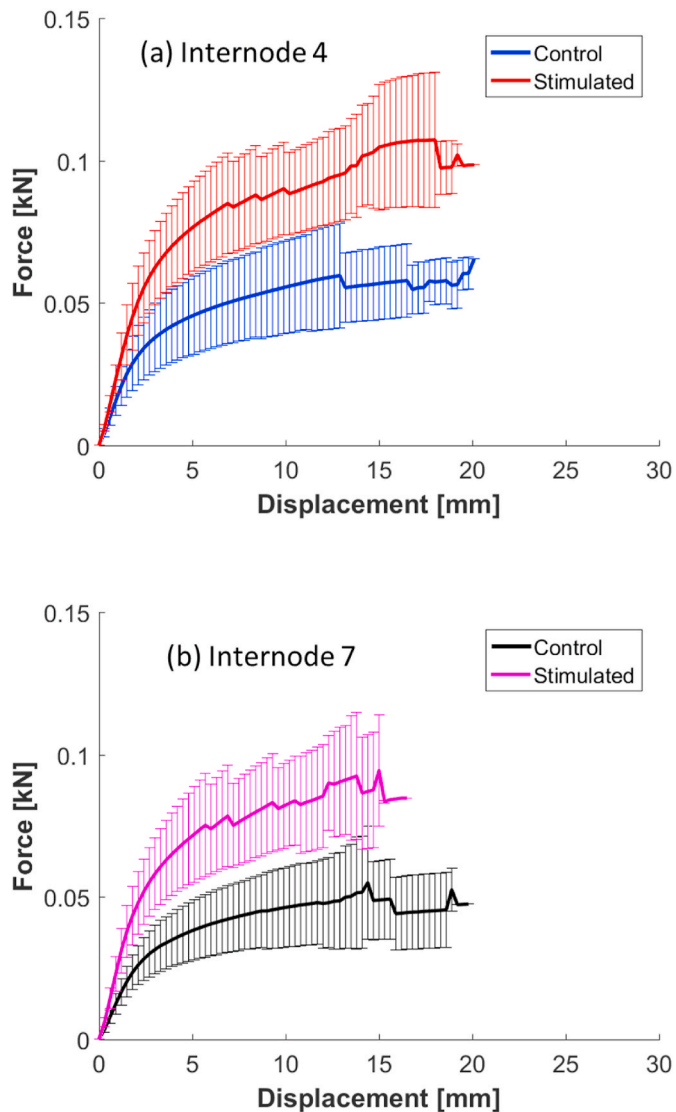 0.15
(a) Internode 4
Control
Stimulated
0.1
Force [kN]
0.05
0
0 5 10 15 20 25 30
Displacement [mm]
0.15
(b) Internode 7
Control
Stimulated
0.1
Force [kN]
0.05
0
0 5 10 15 20 25 30
Displacement [mm]